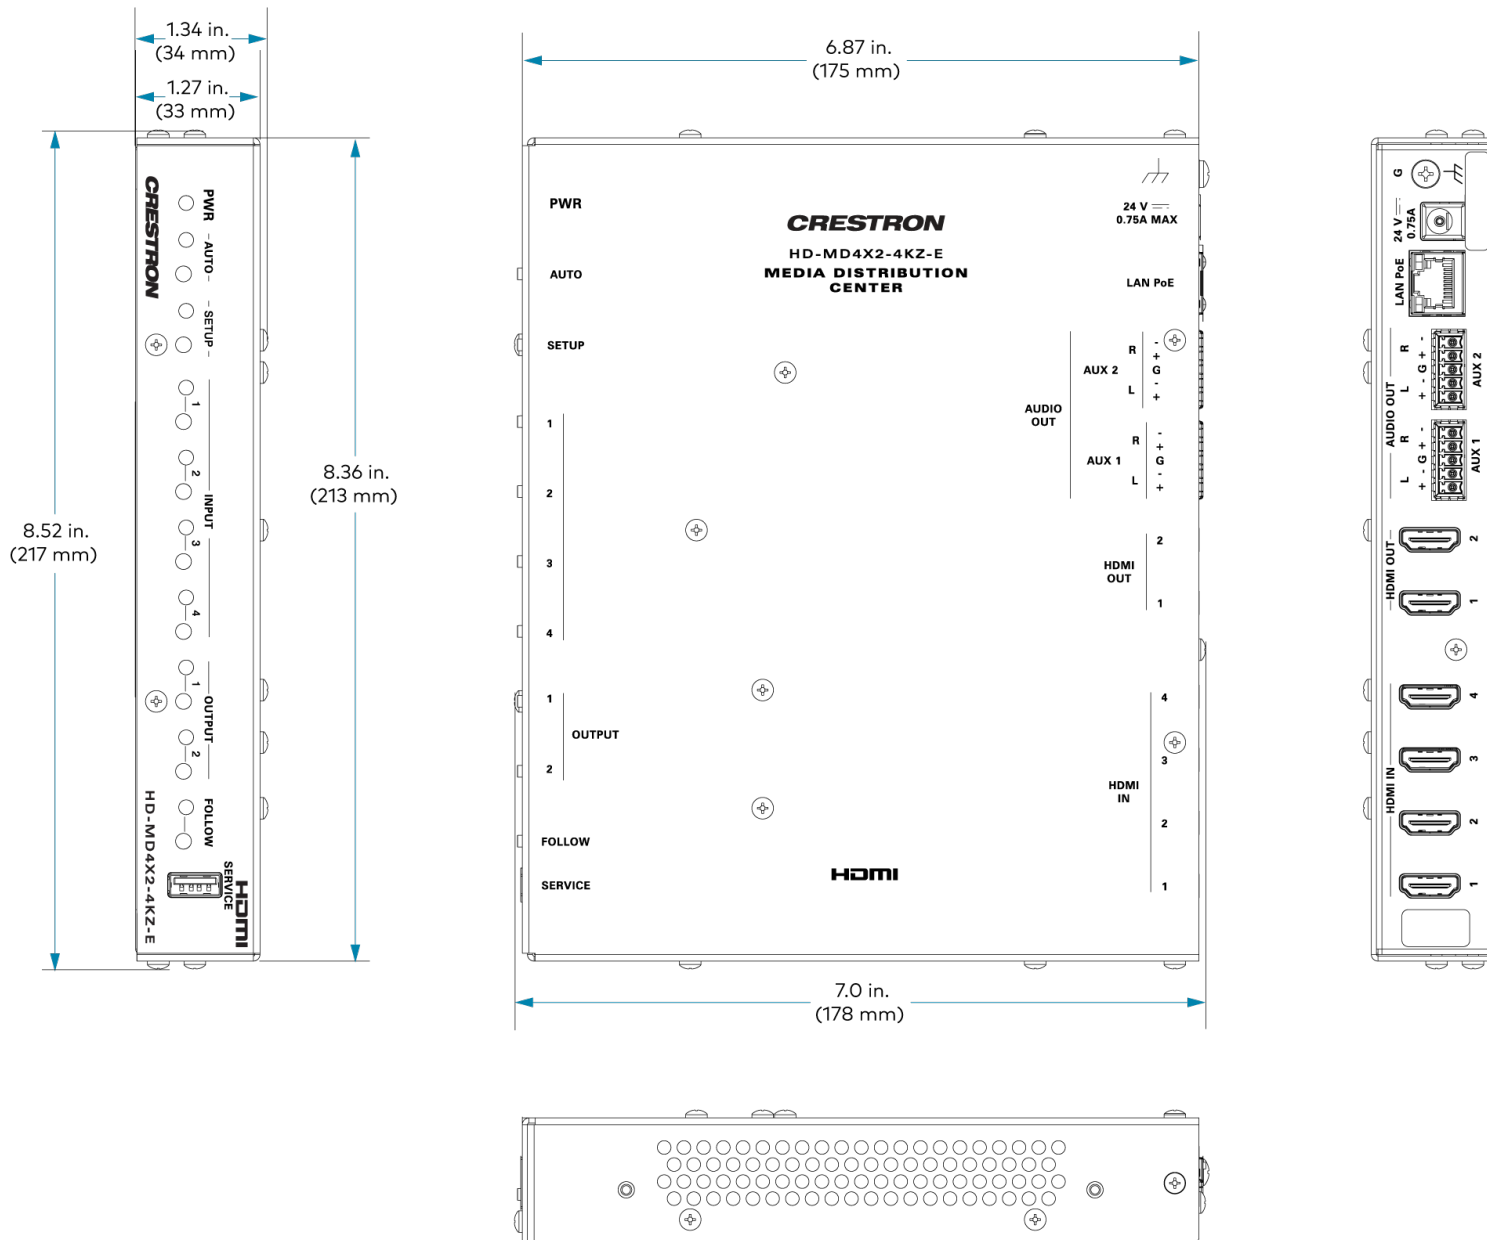 1.34 in.
(34 mm)
1.27 in.
(33 mm)
8.52 in.
(217 mm)
8.36 in.
(213 mm)
CRESTRON
PWR
AUTO
SETUP
1
2
INPUT
3
4
1
OUTPUT
2
FOLLOW
HD-MD4X2-4KZ-E
SERVICE
HDMI
6.87 in.
(175 mm)
PWR
AUTO
SETUP
1
2
3
4
1
OUTPUT
2
FOLLOW
SERVICE
CRESTRON
HD-MD4X2-4KZ-E
MEDIA DISTRIBUTION
CENTER
HDMI
24 V
0.75A MAX
LAN PoE
AUDIO
OUT
AUX 2
R
L
-
+
G
-
+
AUX 1
R
L
-
+
G
-
+
HDMI
OUT
2
1
HDMI
IN
4
3
2
1
7.0 in.
(178 mm)
G
24 V
0.75A
LAN PoE
AUDIO OUT
L R
+ - G + -
AUX 2
L R
+ - G + -
AUX 1
HDMI OUT
2
1
HDMI IN
4
3
2
1